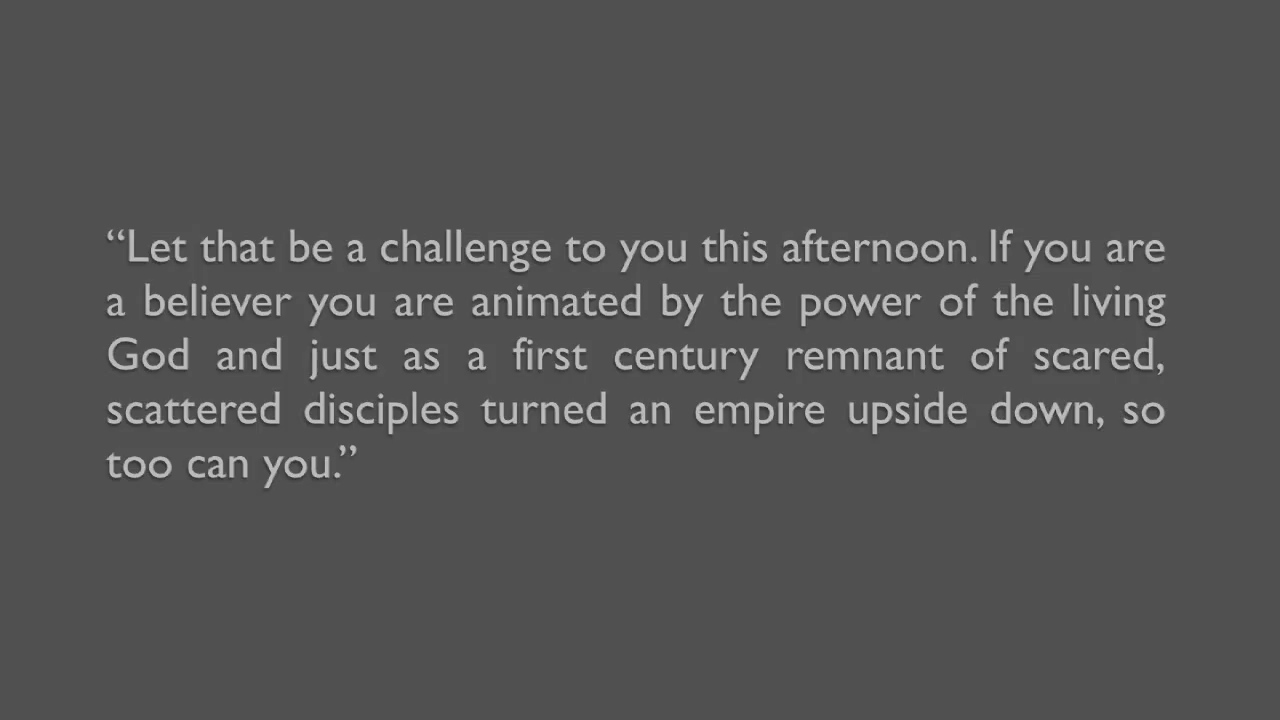 “Let that be a challenge to you this afternoon. If you are
a believer you are animated by the power of the living
God and just as a first century remnant of scared,
scattered disciples turned an empire upside down, so
too can you.”